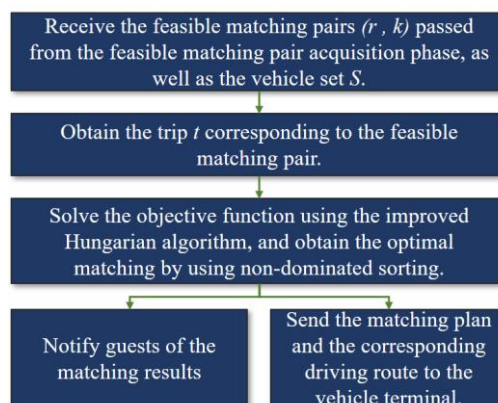 Receive the feasible matching pairs (r , k) passed
from the feasible matching pair acquisition phase, as
well as the vehicle set S.
Obtain the trip t corresponding to the feasible
matching pair.
Solve the objective function using the improved
Hungarian algorithm, and obtain the optimal
matching by using non-dominated sorting.
Notify guests of the
matching results
Send the matching plan
and the corresponding
driving route to the
vehicle terminal.